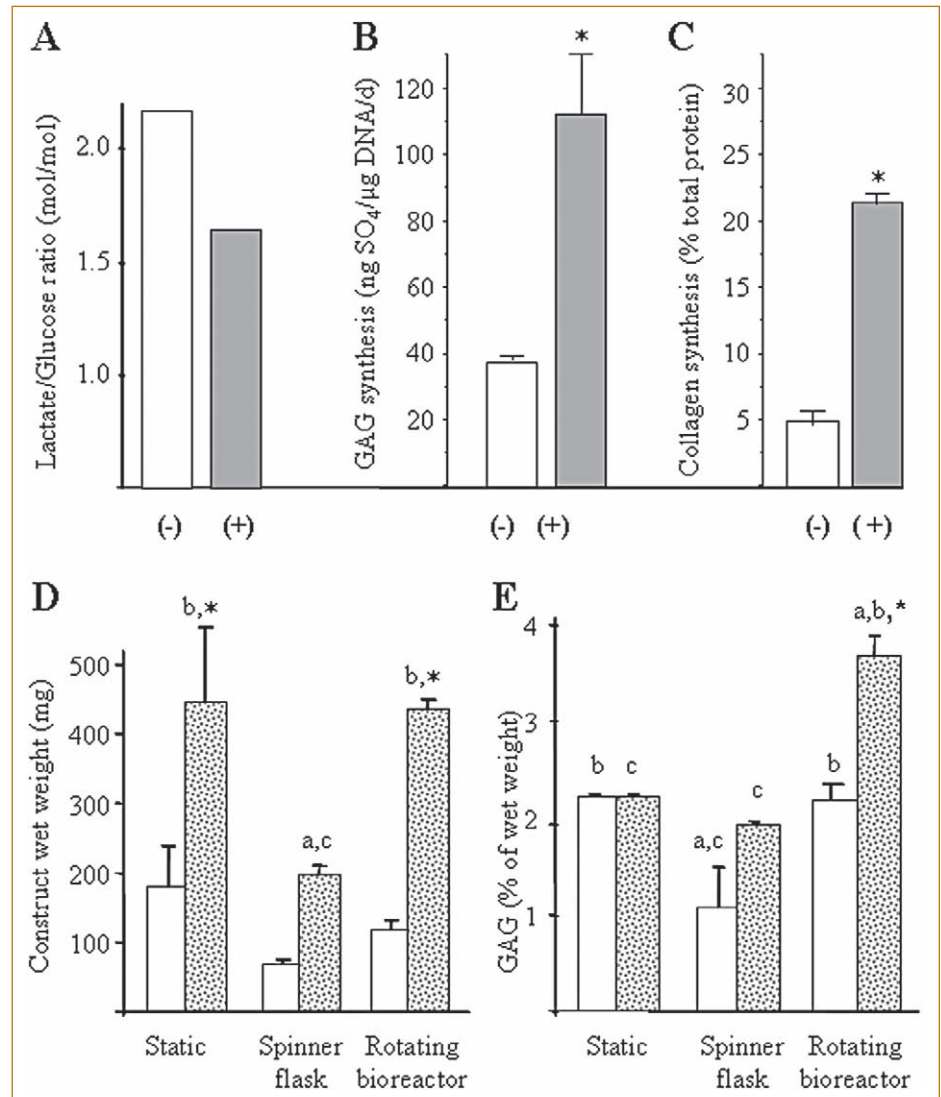 A
B
C
Lactate/Glucose ratio (mol/mol)
2.0
1.5
1.0
(-)
(+)
GAG synthesis (ng SO₄/µg DNA/d)
120
100
80
60
40
20
*
(-)
(+)
Collagen synthesis (% total protein)
30
25
20
15
10
5
*
(-)
( +)
D
Construct wet weight (mg)
500
400
300
200
100
b,*
a,c
b,*
Static
Spinner
flask
Rotating
bioreactor
E
GAG (% of wet weight)
4
3
2
1
b
c
a,c
c
b
a,b,*
Static
Spinner
flask
Rotating
bioreactor